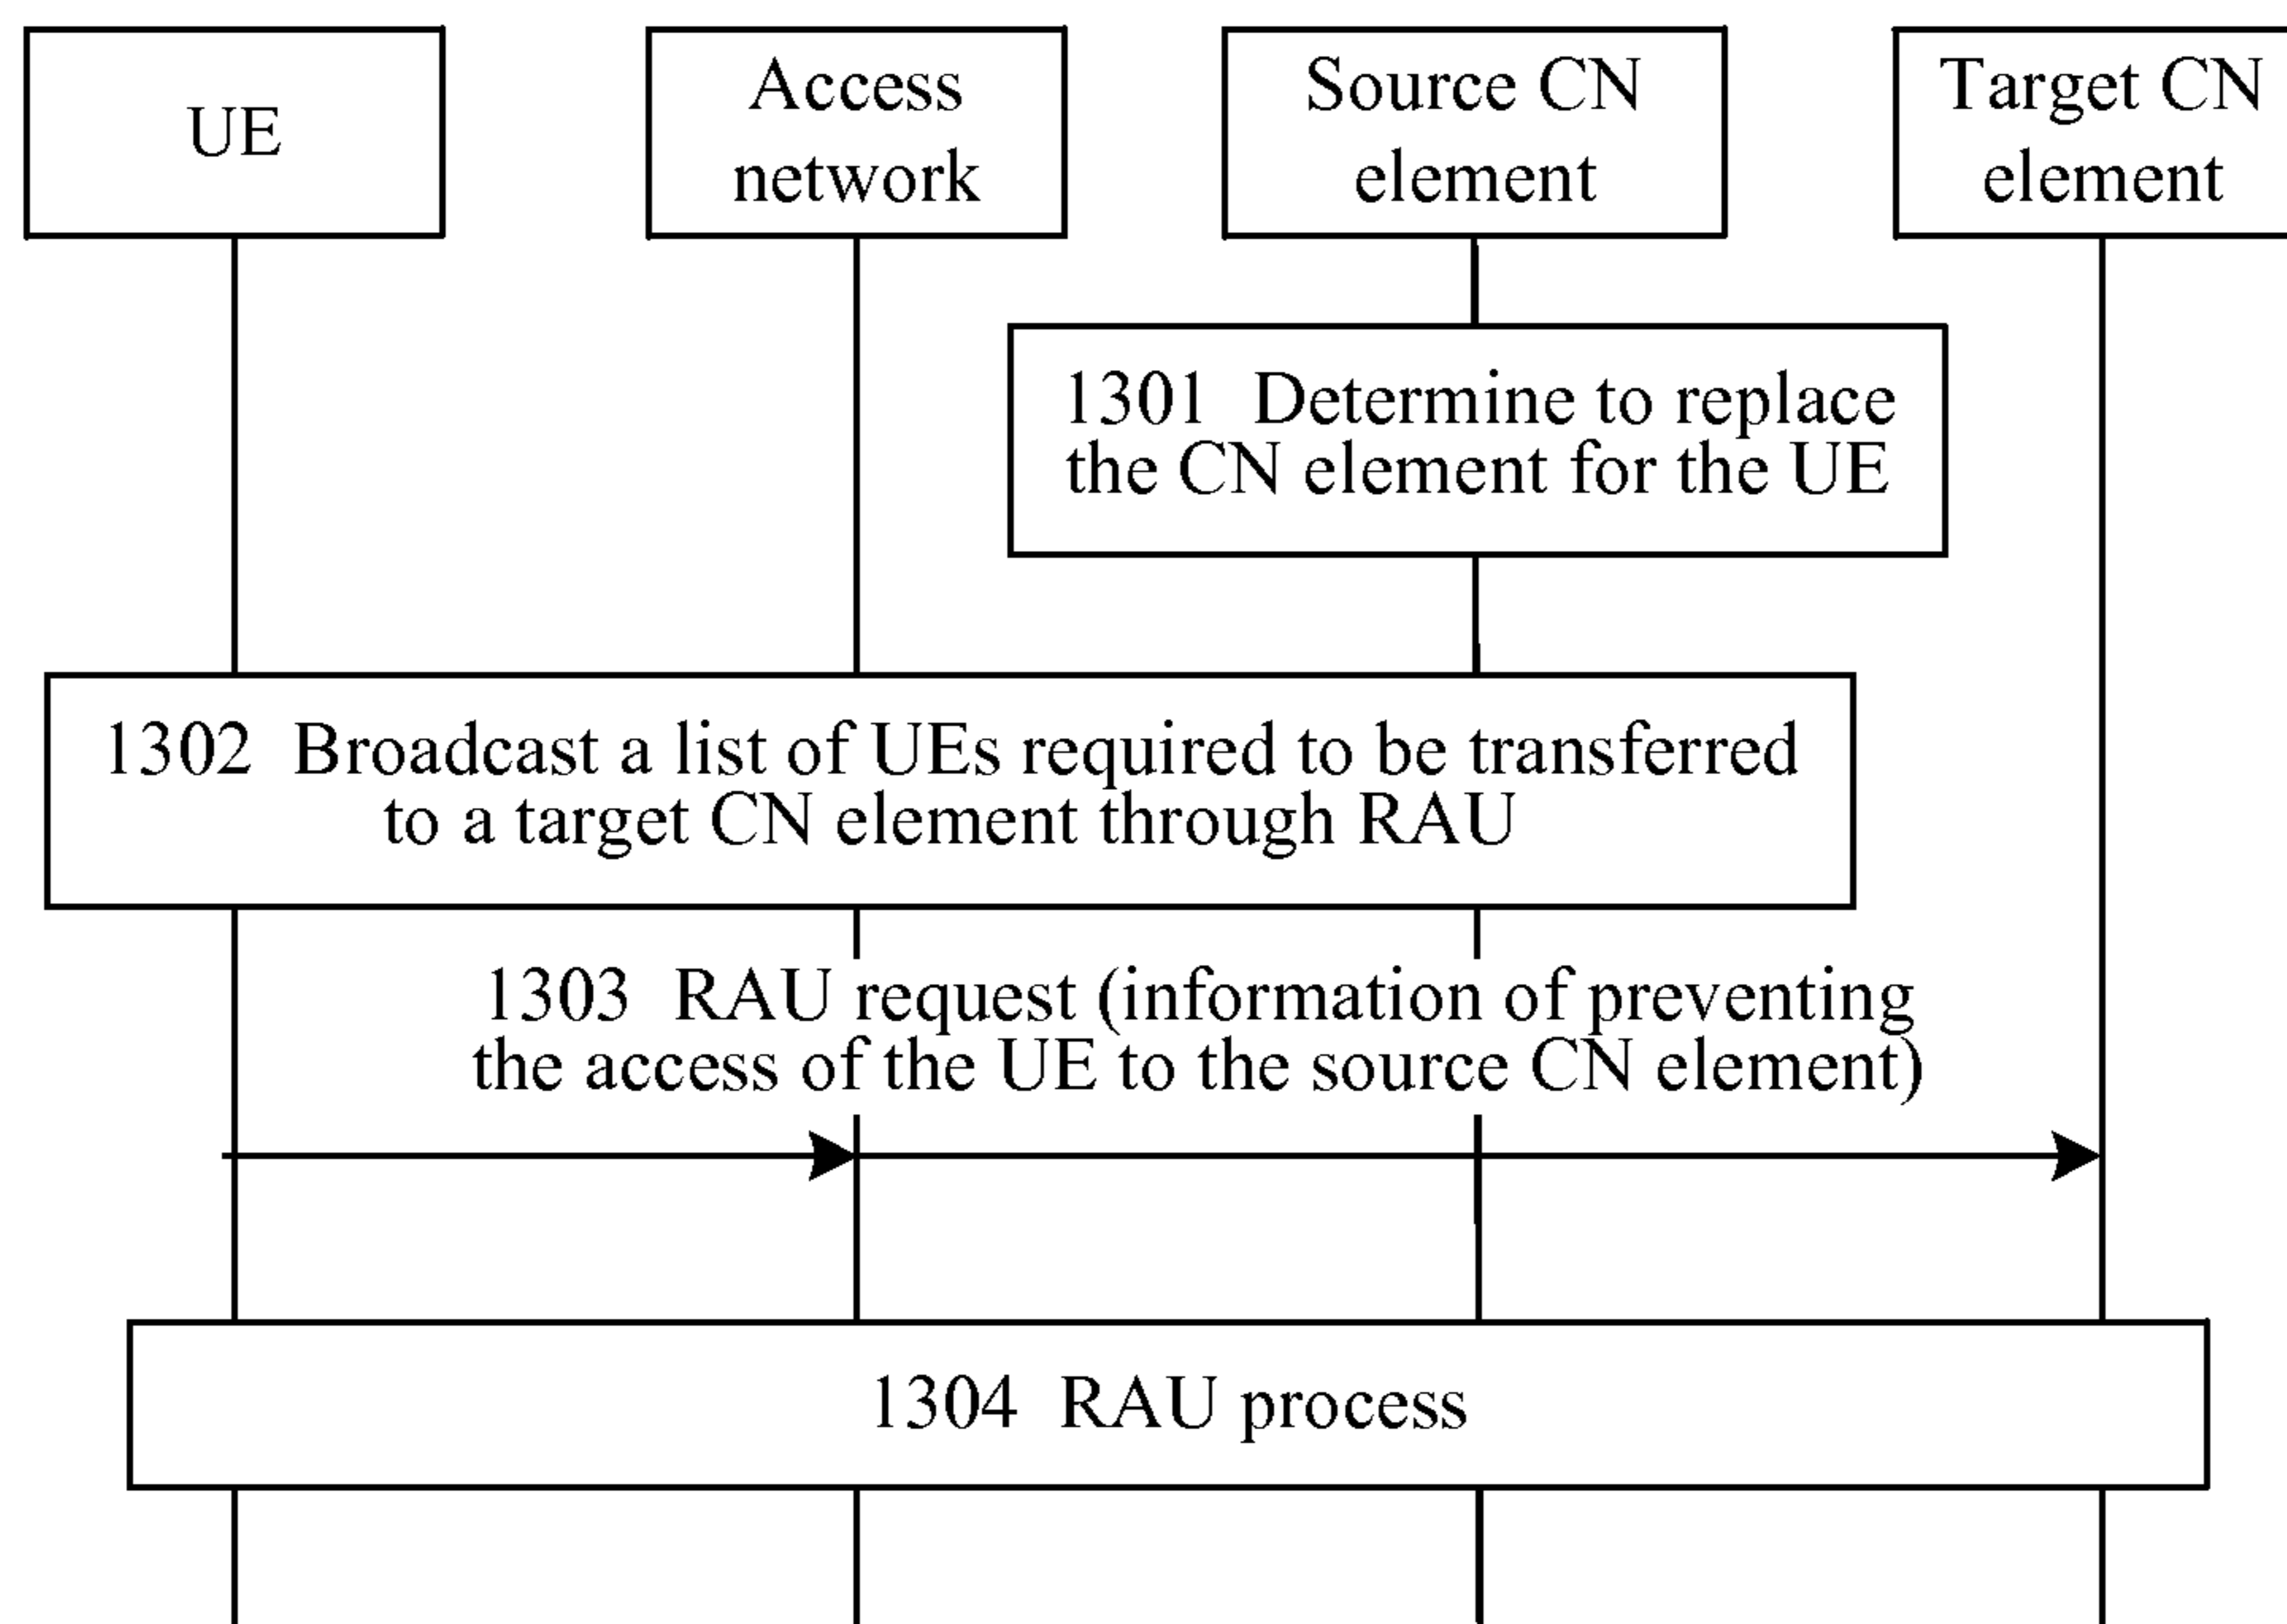 UE
Access
network
Source CN
element
Target CN
element
1301 Determine to replace
the CN element for the UE
1302 Broadcast a list of UEs required to be transferred
to a target CN element through RAU
1303 RAU request (information of preventing
the access of the UE to the source CN element)
1304 RAU process